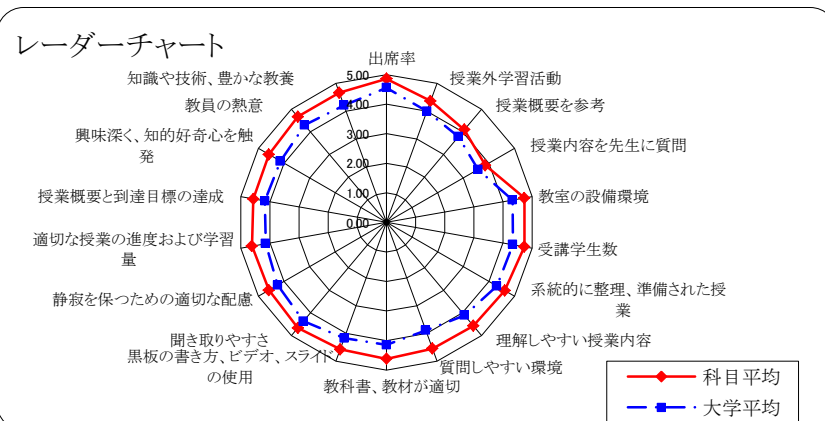 レーダーチャート
出席率
授業外学習活動
授業概要を参考
授業内容を先生に質問
教室の設備環境
受講学生数
系統的に整理、準備された授
業
理解しやすい授業内容
質問しやすい環境
教科書、教材が適切
黒板の書き方、ビデオ、スライド
の使用
聞き取りやすさ
静寂を保つための適切な配慮
適切な授業の進度および学習
量
授業概要と到達目標の達成
興味深く、知的好奇心を触
発
教員の熱意
知識や技術、豊かな教養
5.00
4.00
3.00
2.00
1.00
0.00
科目平均
大学平均